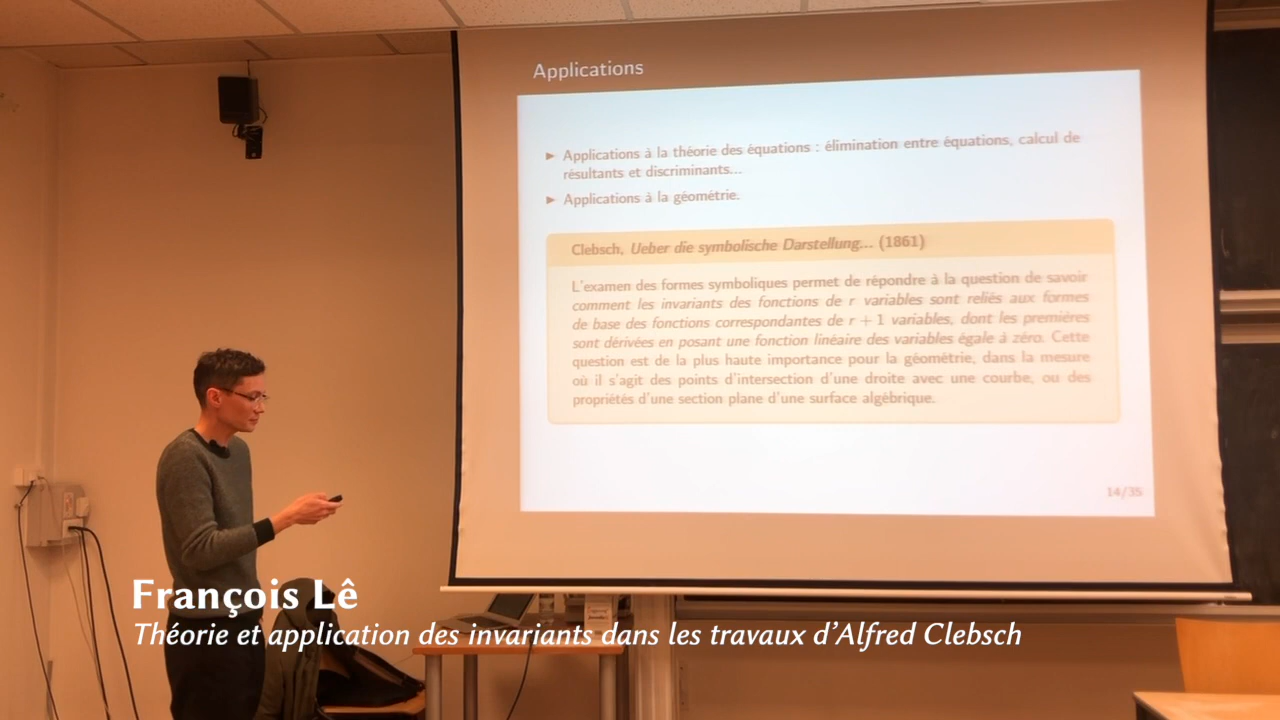 Applications
► Applications à la théorie des équations : élimination entre équations, calcul de
résultants et discriminants...
► Applications à la géométrie.
Clebsch, Ueber die symbolische Darstellung... (1861)
L'examen des formes symboliques permet de répondre à la question de savoir
comment les invariants des fonctions de r variables sont reliés aux formes
de base des fonctions correspondantes de r + 1 variables, dont les premières
sont dérivées en posant une fonction linéaire des variables égale à zéro. Cette
question est de la plus haute importance pour la géométrie, dans la mesure
où il s'agit des points d'intersection d'une droite avec une courbe, ou des
propriétés d'une section plane d'une surface algébrique.
14/35
François Lê
Théorie et application des invariants dans les travaux d'Alfred Clebsch